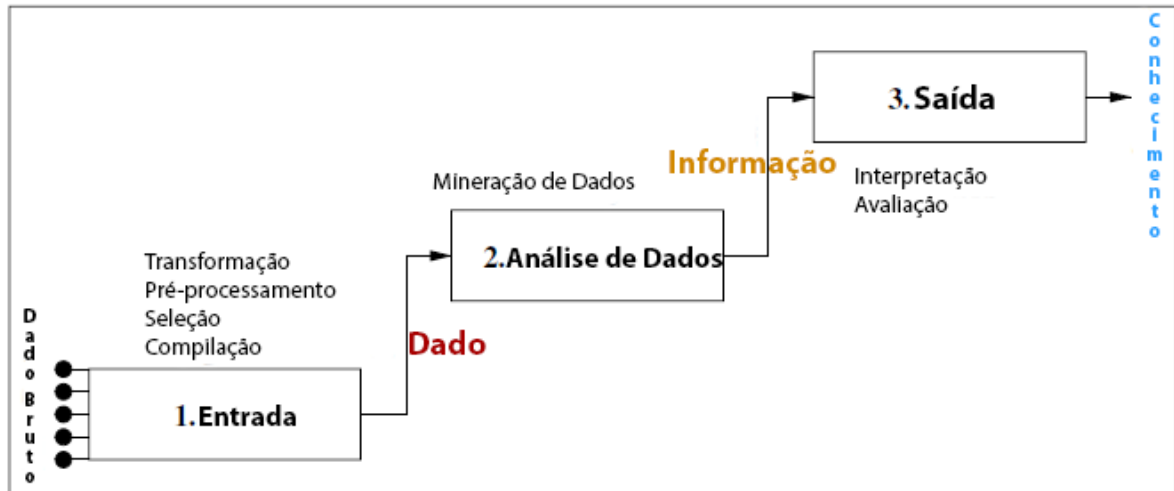 Dado Bruto
Transformação
Pré-processamento
Seleção
Compilação
1.Entrada
Dado
Mineração de Dados
2.Análise de Dados
Informação
3.Saída
Interpretação
Avaliação
Conhecimento